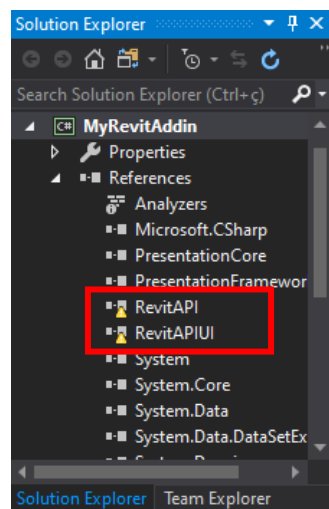 Solution Explorer
Search Solution Explorer (Ctrl+ç)
C# MyRevitAddin
Properties
References
Analyzers
Microsoft.CSharp
PresentationCore
PresentationFramewor
RevitAPI
RevitAPIUI
System
System.Core
System.Data
System.Data.DataSetEx
Solution Explorer Team Explorer